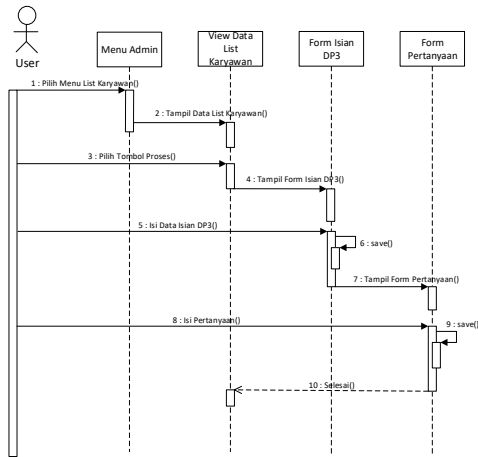 User
Menu Admin
View Data
List
Karyawan
Form Isian
DP3
Form
Pertanyaan
1 : Pilih Menu List Karyawan()
2 : Tampil Data List Karyawan()
3 : Pilih Tombol Proses()
4 : Tampil Form Isian DP3()
5 : Isi Data Isian DP3()
6 : save()
7 : Tampil Form Pertanyaan()
8 : Isi Pertanyaan()
9 : save()
10 : Selesai()